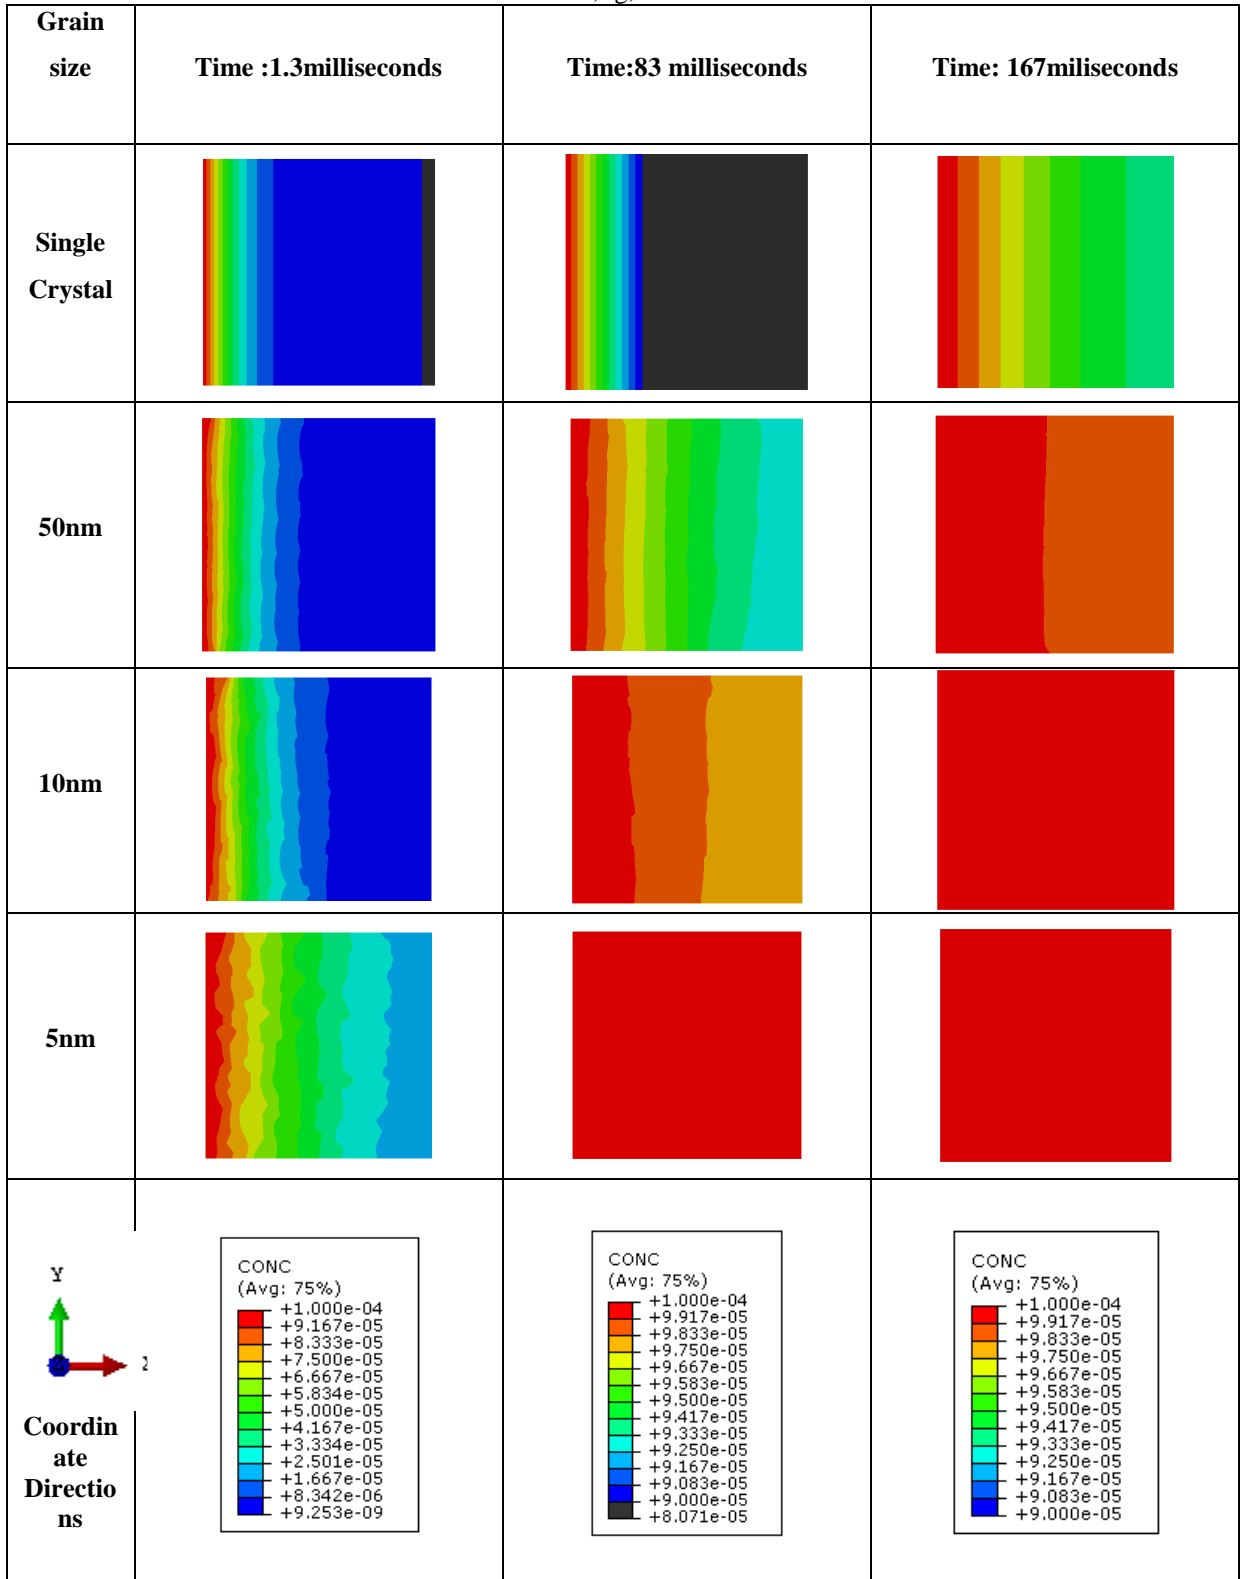 Grain
size
Time :1.3milliseconds
Time:83 milliseconds
Time: 167miliseconds
Single
Crystal
50nm
10nm
5nm
Y
Z
Coordin
ate
Directio
ns
CONC
(Avg: 75%)
+1.000e-04
+9.167e-05
+8.333e-05
+7.500e-05
+6.667e-05
+5.834e-05
+5.000e-05
+4.167e-05
+3.334e-05
+2.501e-05
+1.667e-05
+8.342e-06
+9.253e-09
CONC
(Avg: 75%)
+1.000e-04
+9.917e-05
+9.833e-05
+9.750e-05
+9.667e-05
+9.583e-05
+9.500e-05
+9.417e-05
+9.333e-05
+9.250e-05
+9.167e-05
+9.083e-05
+9.000e-05
+8.071e-05
CONC
(Avg: 75%)
+1.000e-04
+9.917e-05
+9.833e-05
+9.750e-05
+9.667e-05
+9.583e-05
+9.500e-05
+9.417e-05
+9.333e-05
+9.250e-05
+9.167e-05
+9.083e-05
+9.000e-05